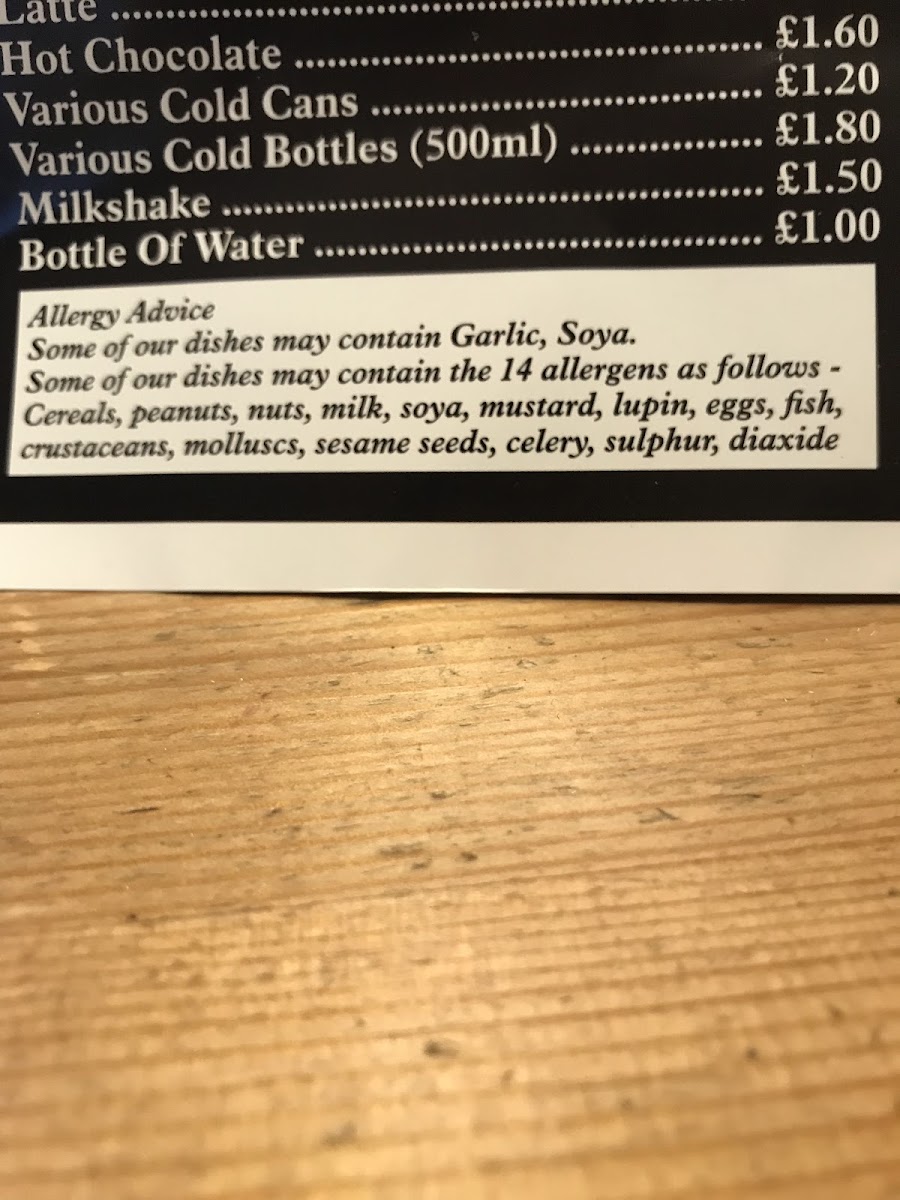 Latte ..........................................
Hot Chocolate .......................................... £1.60
Various Cold Cans .................................... £1.20
Various Cold Bottles (500ml) .................. £1.80
Milkshake .................................................. £1.50
Bottle Of Water ......................................... £1.00
Allergy Advice
Some of our dishes may contain Garlic, Soya.
Some of our dishes may contain the 14 allergens as follows -
Cereals, peanuts, nuts, milk, soya, mustard, lupin, eggs, fish,
crustaceans, molluscs, sesame seeds, celery, sulphur, diaxide